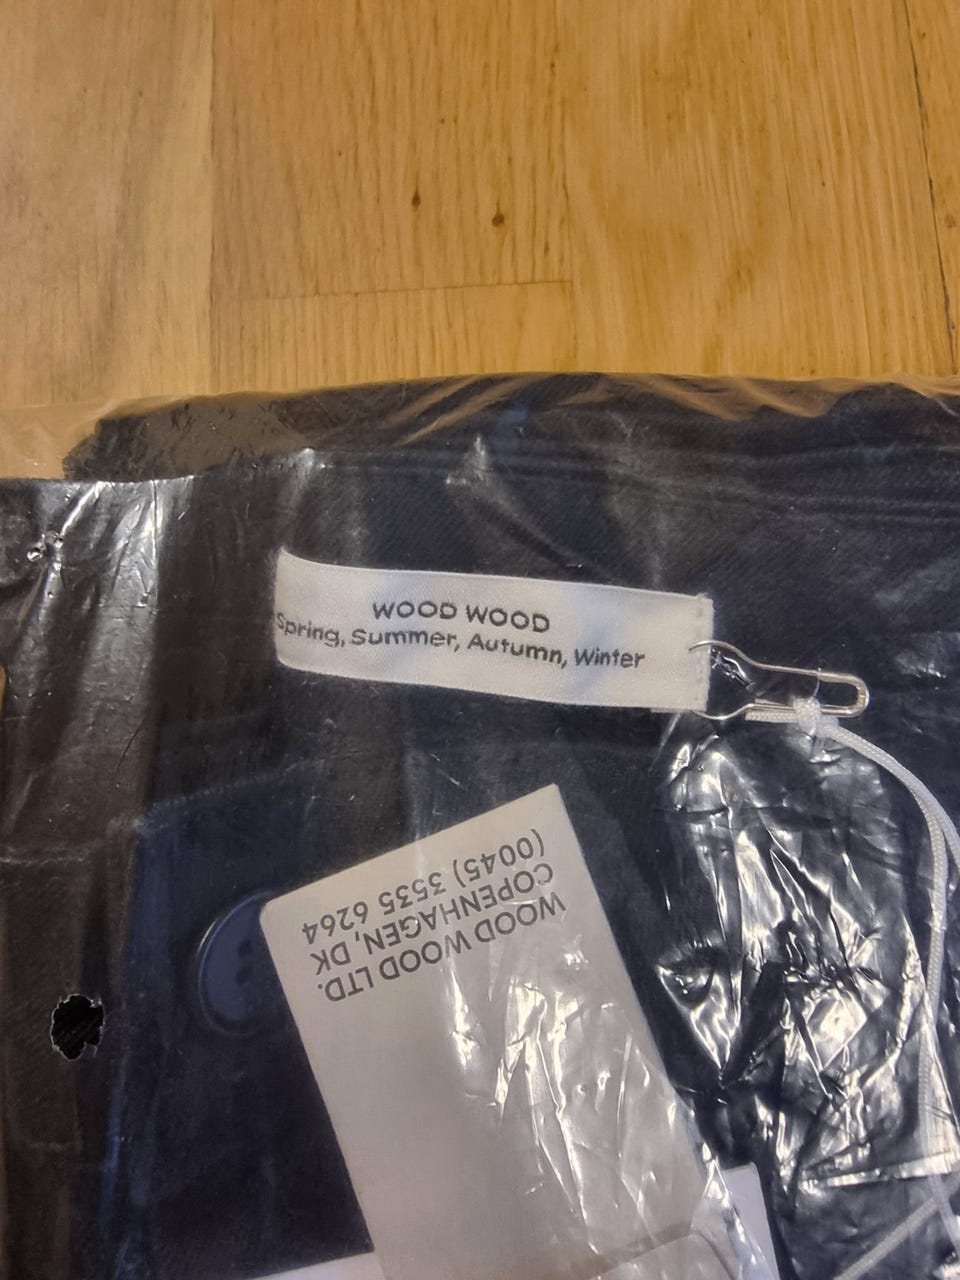 WOOD WOOD
Spring, Summer, Autumn, Winter
WOOD WOOD LTD.
COPENHAGEN, DK
(0045) 3535 6264